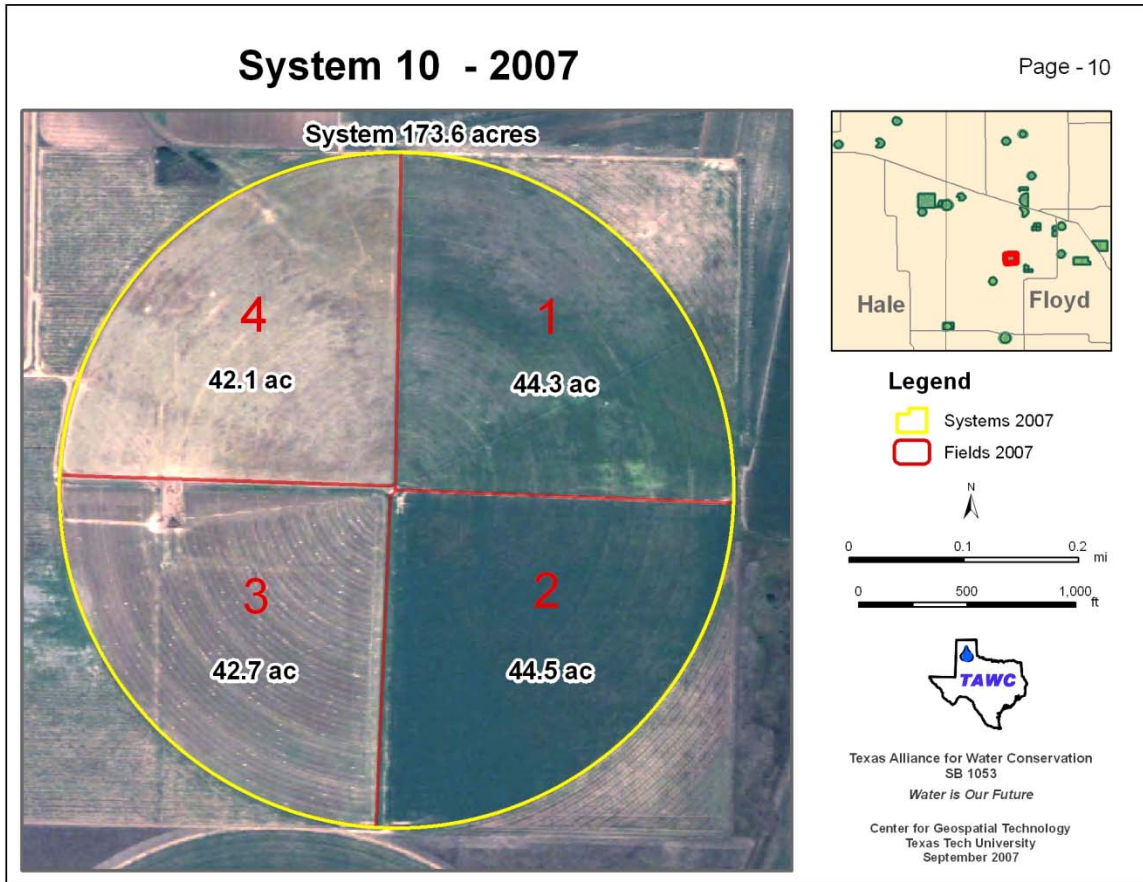 System 10 - 2007
Page - 10
System 173.6 acres
4
42.1 ac
1
44.3 ac
3
42.7 ac
2
44.5 ac
Hale
Floyd
Legend
Systems 2007
Fields 2007
N
0 0.1 0.2 mi
0 500 1,000 ft
TAWC
Texas Alliance for Water Conservation
SB 1053
Water is Our Future
Center for Geospatial Technology
Texas Tech University
September 2007